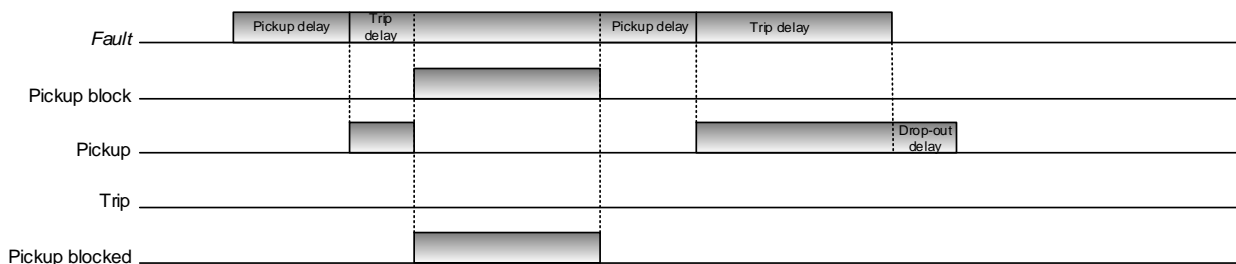 Fault
Pickup delay
Trip
delay
Pickup delay
Trip delay
Pickup block
Pickup
Drop-out
delay
Trip
Pickup blocked